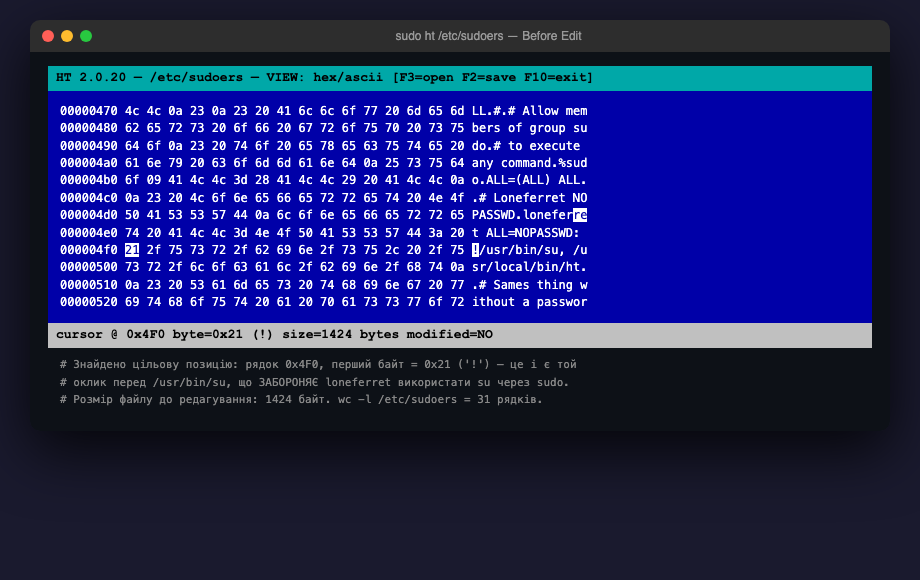 sudo ht /etc/sudoers — Before Edit
HT 2.0.20 — /etc/sudoers — VIEW: hex/ascii [F3=open F2=save F10=exit]
00000470 4c 4c 0a 23 0a 23 20 41 6c 6c 6f 77 20 6d 65 6d LL.#.# Allow mem
00000480 62 65 72 73 20 6f 66 20 67 72 6f 75 70 20 73 75 bers of group su
00000490 64 6f 0a 23 20 74 6f 20 65 78 65 63 75 74 65 20 do.# to execute
000004a0 61 6e 79 20 63 6f 6d 6d 61 6e 64 0a 25 73 75 64 any command.%sud
000004b0 6f 09 41 4c 4c 3d 28 41 4c 4c 29 20 41 4c 4c 0a o.ALL=(ALL) ALL.
000004c0 0a 23 20 4c 6f 6e 65 66 65 72 72 65 74 20 4e 4f .# Loneferret NO
000004d0 50 41 53 53 57 44 0a 6c 6f 6e 65 66 65 72 72 65 PASSWD.loneferre
000004e0 74 20 41 4c 4c 3d 4e 4f 50 41 53 53 57 44 3a 20 t ALL=NOPASSWD:
000004f0 21 2f 75 73 72 2f 62 69 6e 2f 73 75 2c 20 2f 75 !/usr/bin/su, /u
00000500 73 72 2f 6c 6f 63 61 6c 2f 62 69 6e 2f 68 74 0a sr/local/bin/ht.
00000510 0a 23 20 53 61 6d 65 73 20 74 68 69 6e 67 20 77 .# Sames thing w
00000520 69 74 68 6f 75 74 20 61 20 70 61 73 73 77 6f 72 ithout a passwor
cursor @ 0x4F0 byte=0x21 (!) size=1424 bytes modified=NO
# Знайдено цільову позицію: рядок 0x4F0, перший байт = 0x21 ('!') — це і є той
# оклик перед /usr/bin/su, що ЗАБОРОНЯЄ loneferret використати su через sudo.
# Розмір файлу до редагування: 1424 байт. wc -l /etc/sudoers = 31 рядків.